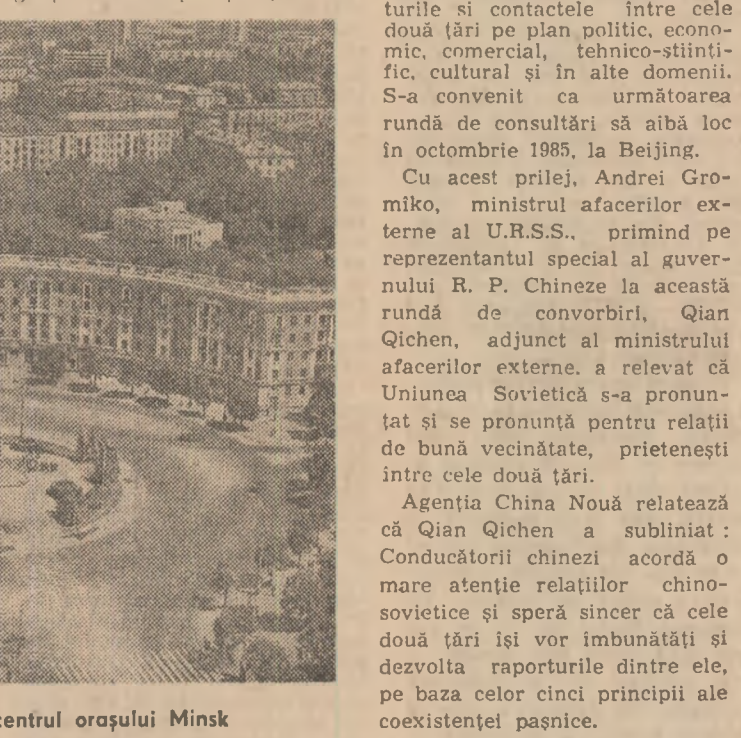 turile si contactele între cele
două țări pe plan politic, econo-
mic, comercial, tehnico-științi-
fic, cultural și în alte domenii.
S-a convenit ca următoarea
rundă de consultări să aibă loc
în octombrie 1985, la Beijing.
Cu acest prilej, Andrei Gro-
mîko, ministrul afacerilor ex-
terne al U.R.S.S., primind pe
reprezentantul special al guver-
nului R. P. Chineze la această
rundă de convorbiri, Qian
Qichen, adjunct al ministrului
afacerilor externe. a relevat că
Uniunea Sovietică s-a pronun-
țat și se pronunță pentru relații
de bună vecinătate, prietenești
între cele două țări.
Agenția China Nouă relatează
că Qian Qichen a subliniat :
Conducătorii chinezi acordă o
mare atenție relațiilor chino-
sovietice și speră sincer că cele
două țări își vor îmbunătăți și
dezvolta raporturile dintre ele,
pe baza celor cinci principii ale
coexistenței pașnice.
centrul orașului Minsk